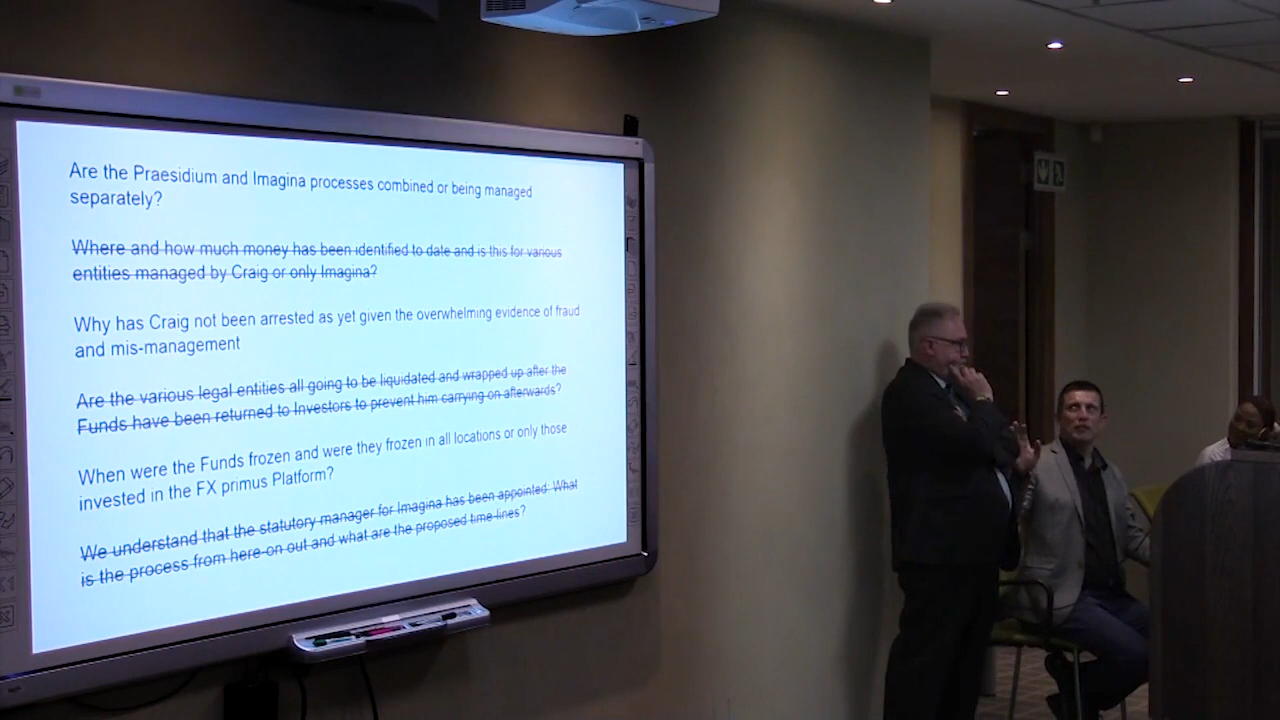 Are the Praesidium and Imagina processes combined or being managed
separately?
Where and how much money has been identified to date and is this for various
entities managed by Craig or only Imagina?
Why has Craig not been arrested as yet given the overwhelming evidence of fraud
and mis-management
Are the various legal entities all going to be liquidated and wrapped up after the
Funds have been returned to Investors to prevent him carrying on afterwards?
When were the Funds frozen and were they frozen in all locations or only those
invested in the FX primus Platform?
We understand that the statutory manager for Imagina has been appointed. What
is the process from here-on out and what are the proposed time-lines?